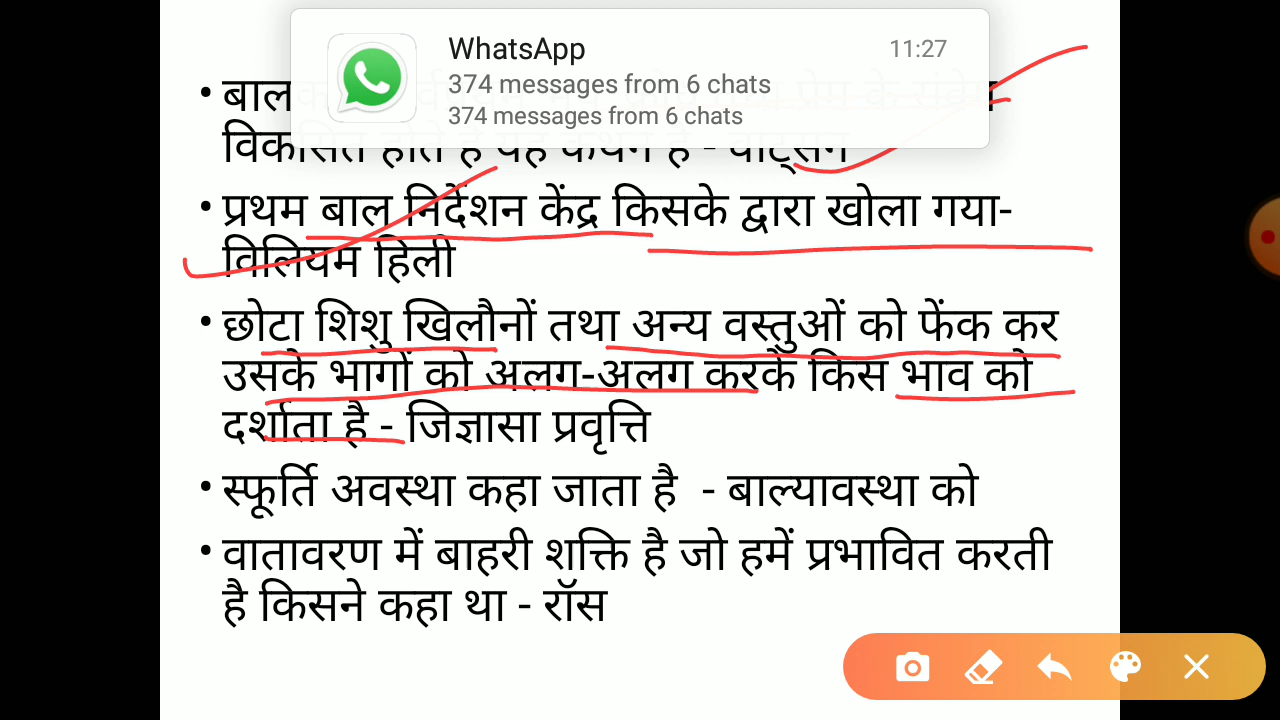 WhatsApp
11:27
374 messages from 6 chats
374 messages from 6 chats
• बाल
विकसित होते है यह कथन है - वाट्सन
• प्रथम बाल निर्देशन केंद्र किसके द्वारा खोला गया-
विलियम हिली
• छोटा शिशु खिलौनों तथा अन्य वस्तुओं को फेंक कर
उसके भागों को अलग-अलग करके किस भाव को
दर्शाता है - जिज्ञासा प्रवृत्ति
• स्फूर्ति अवस्था कहा जाता है - बाल्यावस्था को
• वातावरण में बाहरी शक्ति है जो हमें प्रभावित करती
है किसने कहा था - रॉस